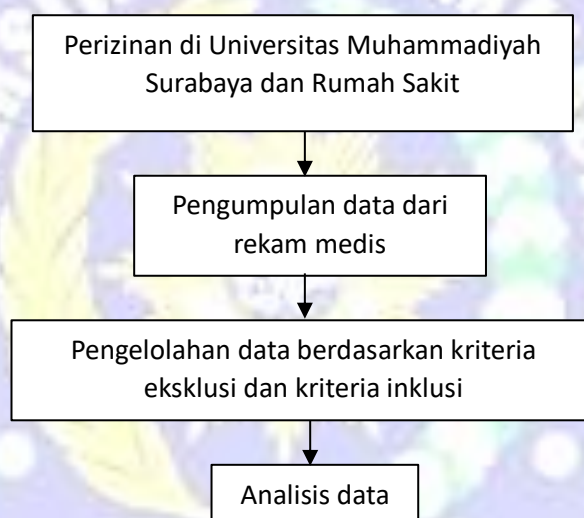 Perizinan di Universitas Muhammadiyah
Surabaya dan Rumah Sakit
Pengumpulan data dari
rekam medis
Pengelolahan data berdasarkan kriteria
eksklusi dan kriteria inklusi
Analisis data